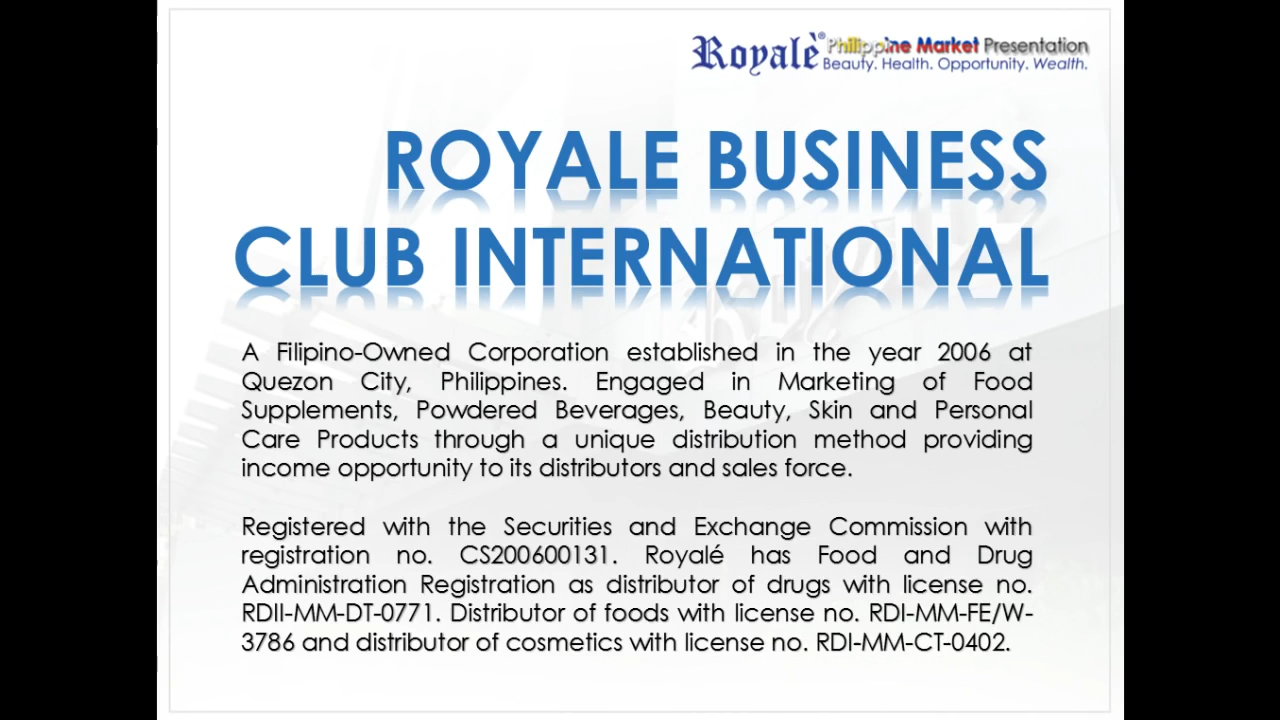 Royalè® Philippine Market Presentation
Beauty. Health. Opportunity. Wealth.
ROYALE BUSINESS
CLUB INTERNATIONAL
A Filipino-Owned Corporation established in the year 2006 at
Quezon City, Philippines. Engaged in Marketing of Food
Supplements, Powdered Beverages, Beauty, Skin and Personal
Care Products through a unique distribution method providing
income opportunity to its distributors and sales force.
Registered with the Securities and Exchange Commission with
registration no. CS200600131. Royalé has Food and Drug
Administration Registration as distributor of drugs with license no.
RDII-MM-DT-0771. Distributor of foods with license no. RDI-MM-FE/W-
3786 and distributor of cosmetics with license no. RDI-MM-CT-0402.